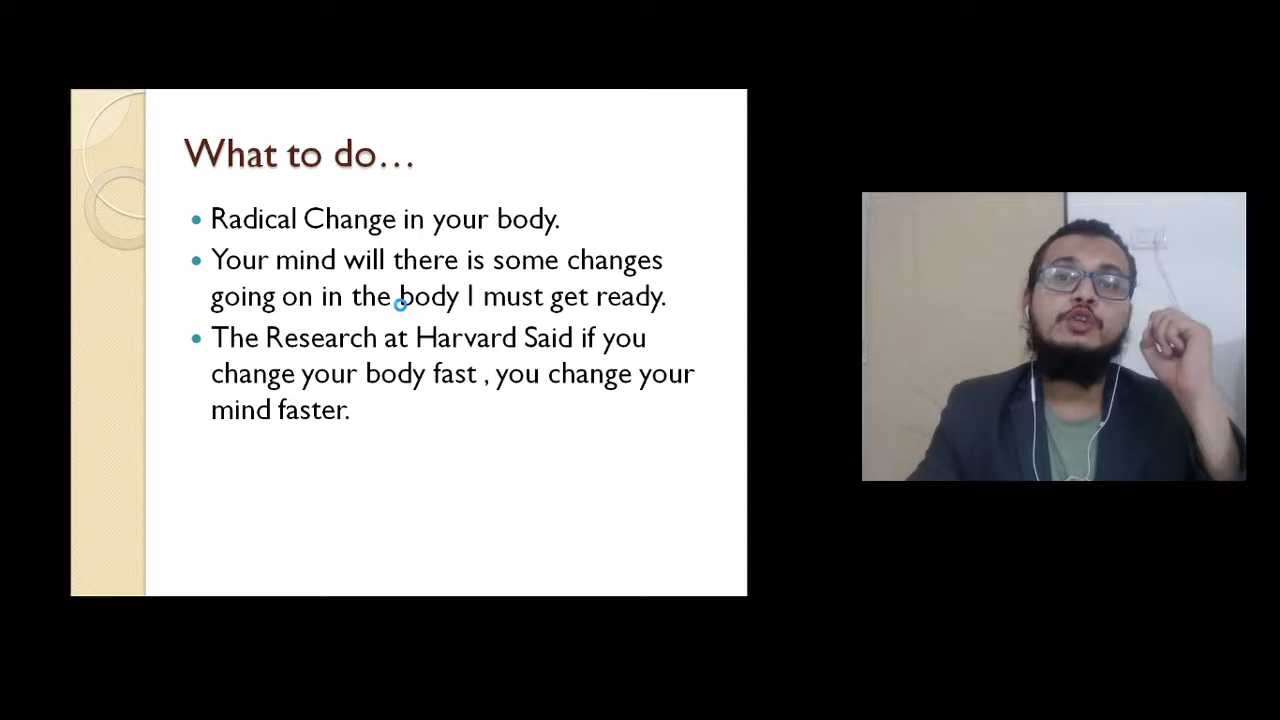 What to do…
Radical Change in your body.
Your mind will there is some changes
going on in the body I must get ready.
The Research at Harvard Said if you
change your body fast , you change your
mind faster.